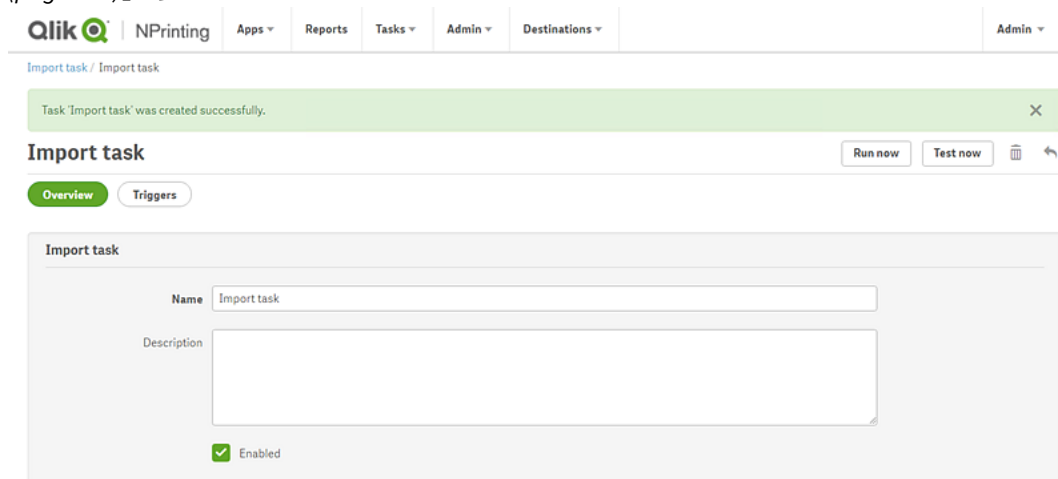 Qlik NPrinting Apps Reports Tasks Admin Destinations Admin
Import task / Import task
Task 'Import task' was created successfully.
Import task Run now Test now
Overview Triggers
Import task
Name Import task
Description
Enabled